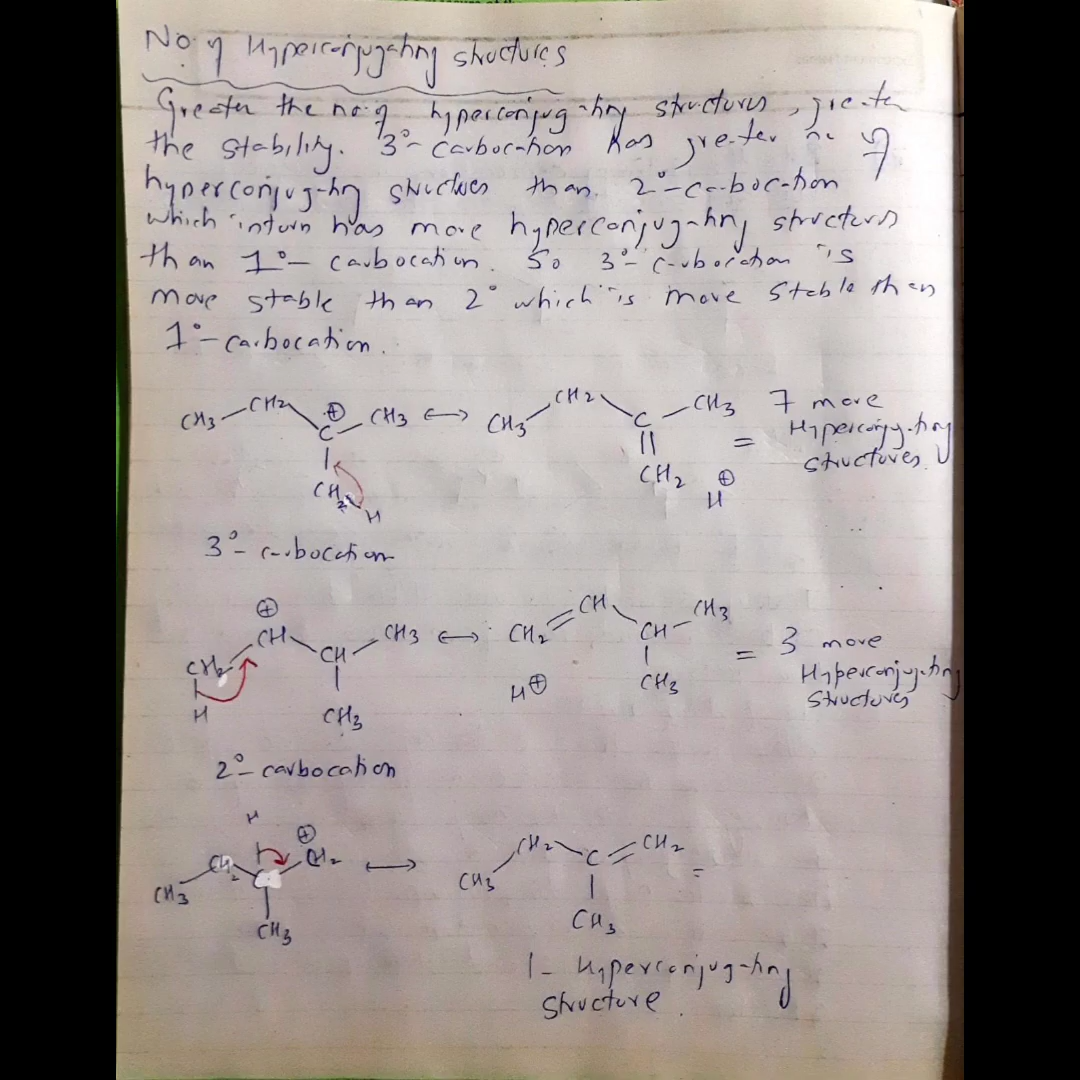 No. of Hyperconjugating structures
Greater the no. of hyperconjugating structures, greater
the stability. 3°- carbocation has greater no of
hyperconjugating structures than 2°-carbocation
which inturn has more hyperconjugating structures
than 1°- carbocation. So 3°- carbocation is
more stable than 2° which is more stable than
1°- carbocation.
CH3 CH2 C ⊕ CH3 ↔ CH3 CH2 C CH3 = 7 more
Hyperconjugating
structures.
CH2 H CH2 H⊕
3°- carbocation
⊕
CH2 CH CH CH3 ↔ CH2 CH CH CH3 = 3 more
Hyperconjugating
structures
H CH3 H⊕ CH3
2°- carbocation
H ⊕
CH3 CH2 C CH2 ↔ CH3 CH2 C CH2 =
CH3 CH3
1- Hyperconjugating
structure.